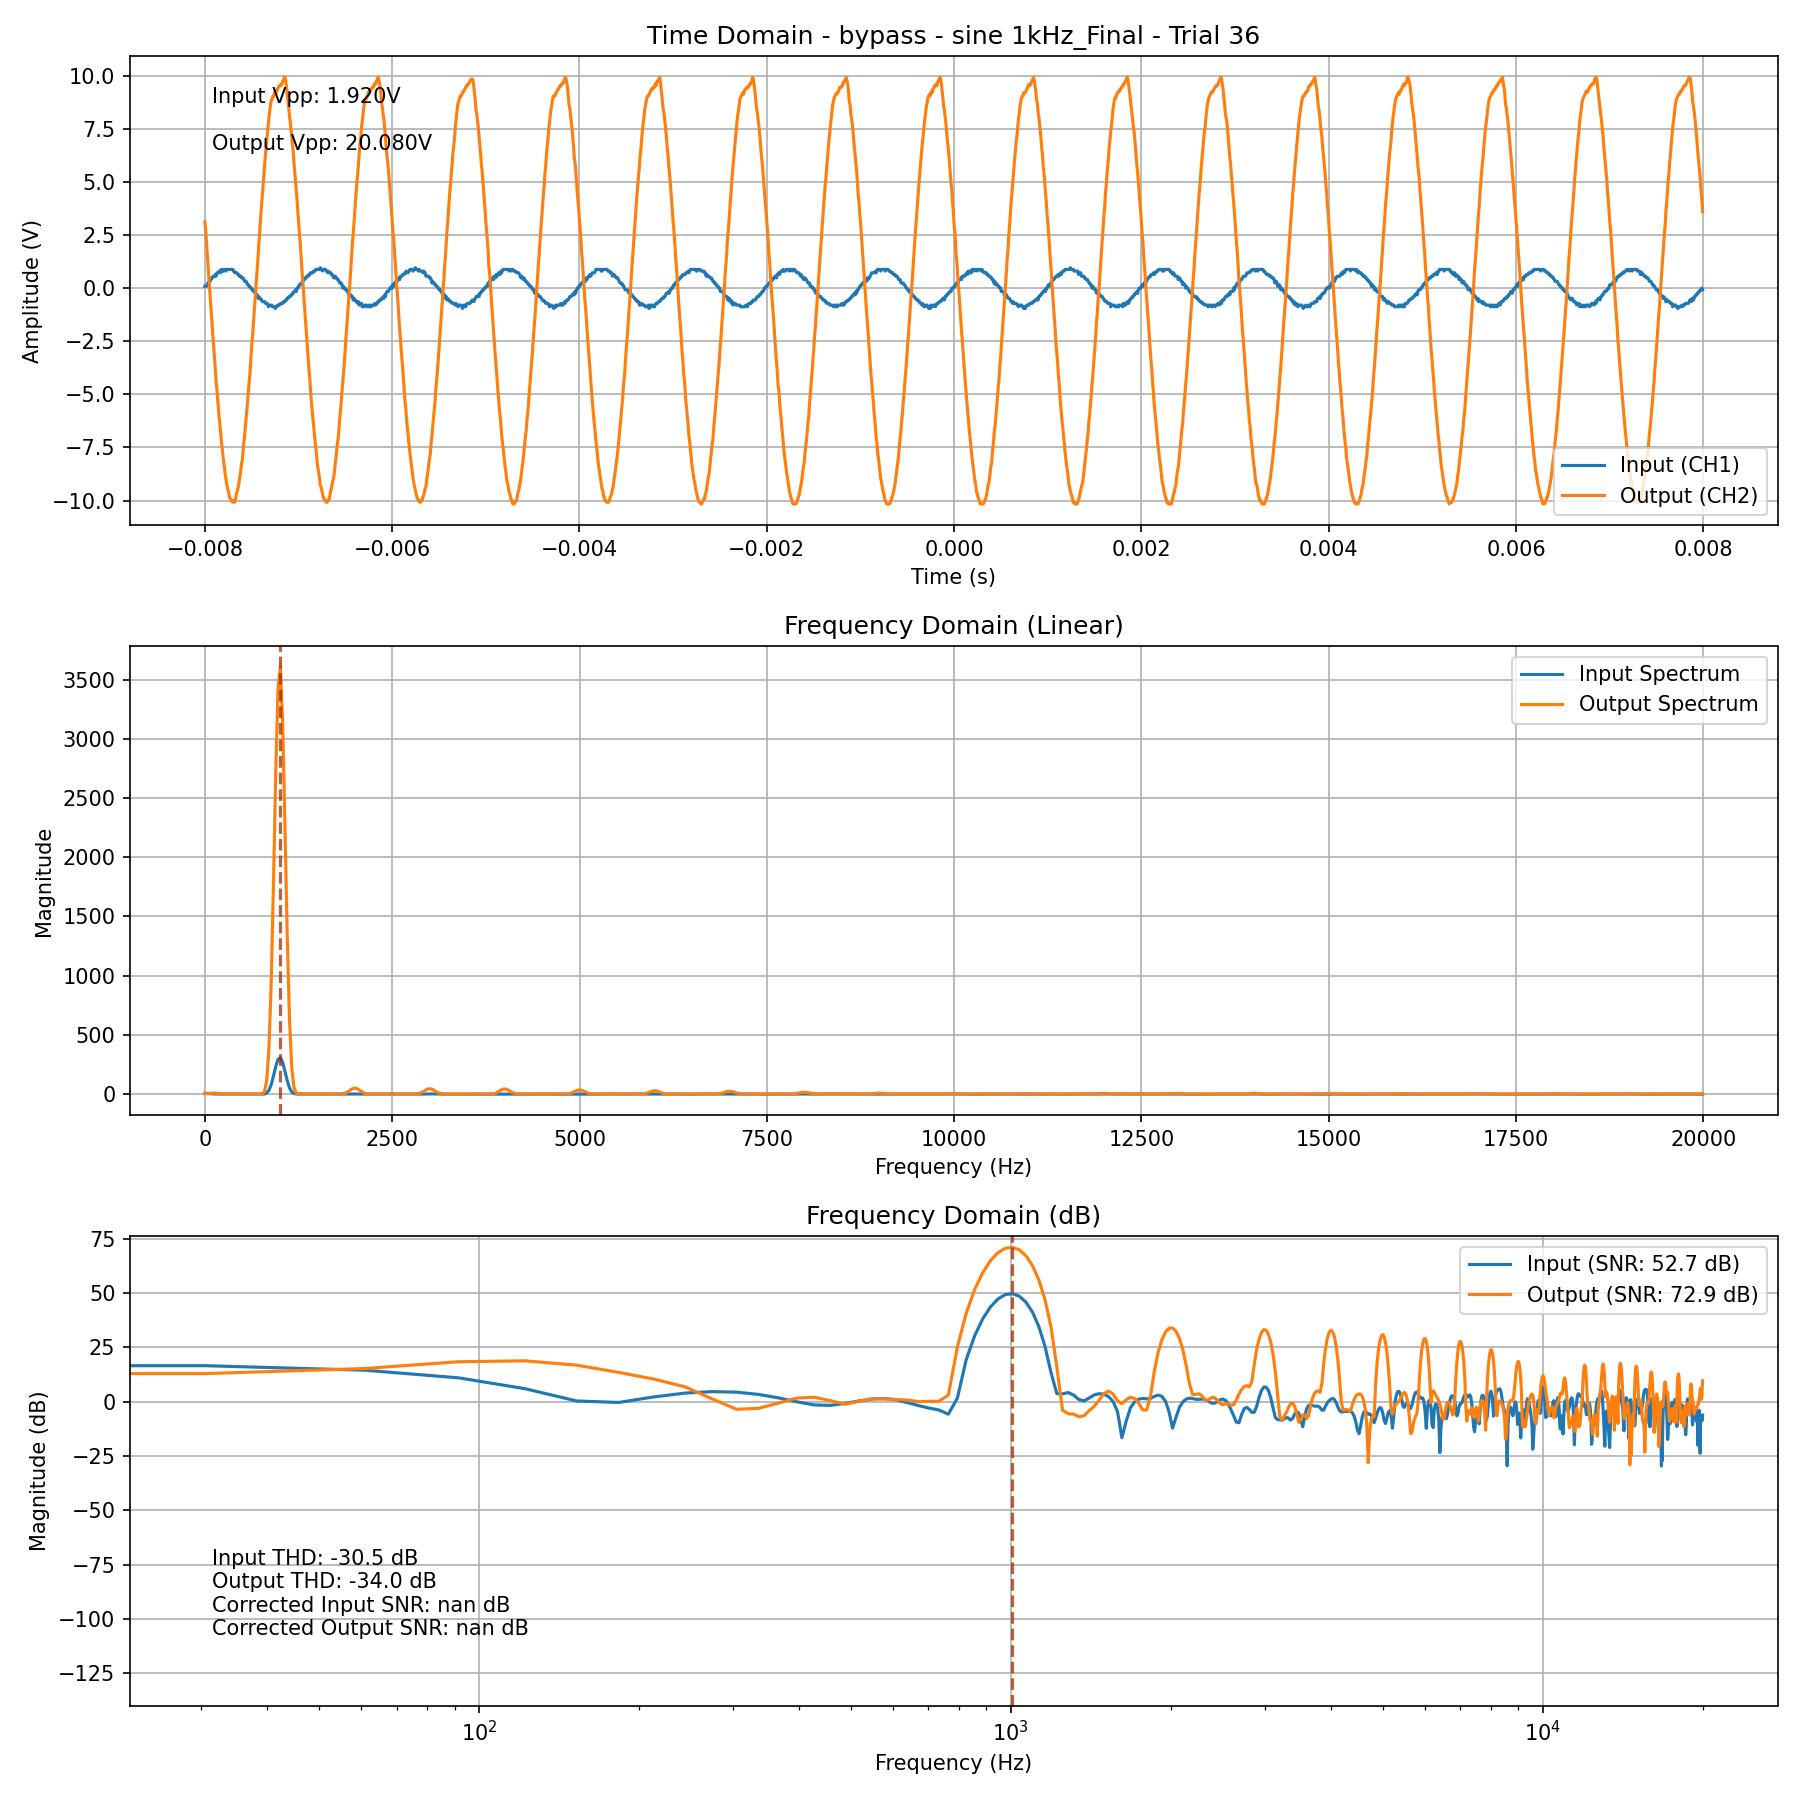 Time Domain - bypass - sine 1kHz_Final - Trial 36
Amplitude (V)
10.0
7.5
5.0
2.5
0.0
−2.5
−5.0
−7.5
−10.0
Input Vpp: 1.920V
Output Vpp: 20.080V
Input (CH1)
Output (CH2)
−0.008
−0.006
−0.004
−0.002
0.000
0.002
0.004
0.006
0.008
Time (s)
Frequency Domain (Linear)
Magnitude
3500
3000
2500
2000
1500
1000
500
0
Input Spectrum
Output Spectrum
0
2500
5000
7500
10000
12500
15000
17500
20000
Frequency (Hz)
Frequency Domain (dB)
Magnitude (dB)
75
50
25
0
−25
−50
−75
−100
−125
Input (SNR: 52.7 dB)
Output (SNR: 72.9 dB)
Input THD: -30.5 dB
Output THD: -34.0 dB
Corrected Input SNR: nan dB
Corrected Output SNR: nan dB
10²
10³
10⁴
Frequency (Hz)